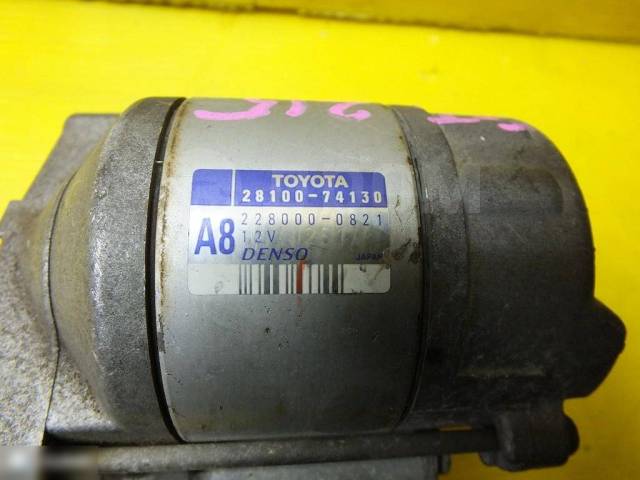 TOYOTA
28100-74130
A8
228000-0821
12V
DENSO
JAPAN